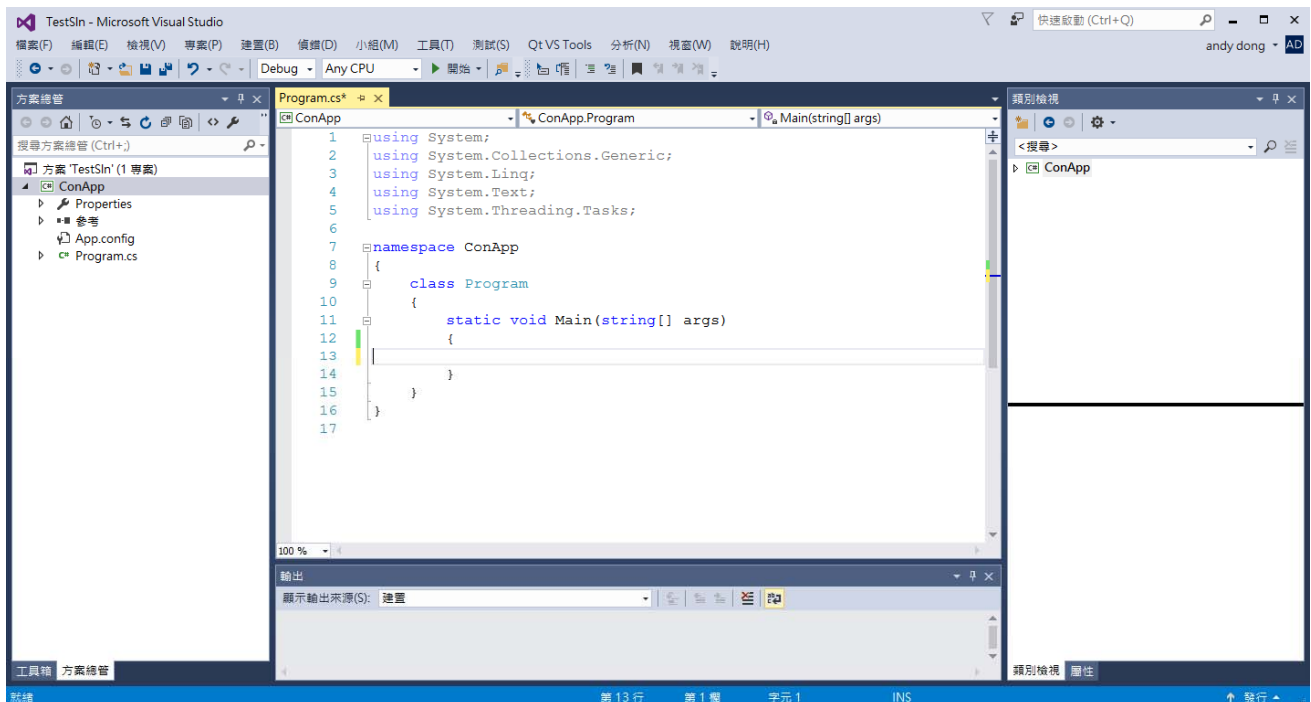 TestSln - Microsoft Visual Studio
快速啟動 (Ctrl+Q)
檔案(F) 編輯(E) 檢視(V) 專案(P) 建置(B) 偵錯(D) 小組(M) 工具(T) 測試(S) Qt VS Tools 分析(N) 視窗(W) 說明(H)
andy dong AD
Debug Any CPU 開始
方案總管
搜尋方案總管 (Ctrl+;)
方案 'TestSln' (1 專案)
ConApp
Properties
參考
App.config
Program.cs
工具箱 方案總管
Program.cs*
ConApp ConApp.Program Main(string[] args)
1 using System;
2 using System.Collections.Generic;
3 using System.Linq;
4 using System.Text;
5 using System.Threading.Tasks;
6
7 namespace ConApp
8 {
9 class Program
10 {
11 static void Main(string[] args)
12 {
13
14 }
15 }
16 }
17
100 %
輸出
顯示輸出來源(S): 建置
類別檢視
<搜尋>
ConApp
類別檢視 屬性
就緒 第 13 行 第 1 欄 字元 1 INS 發行